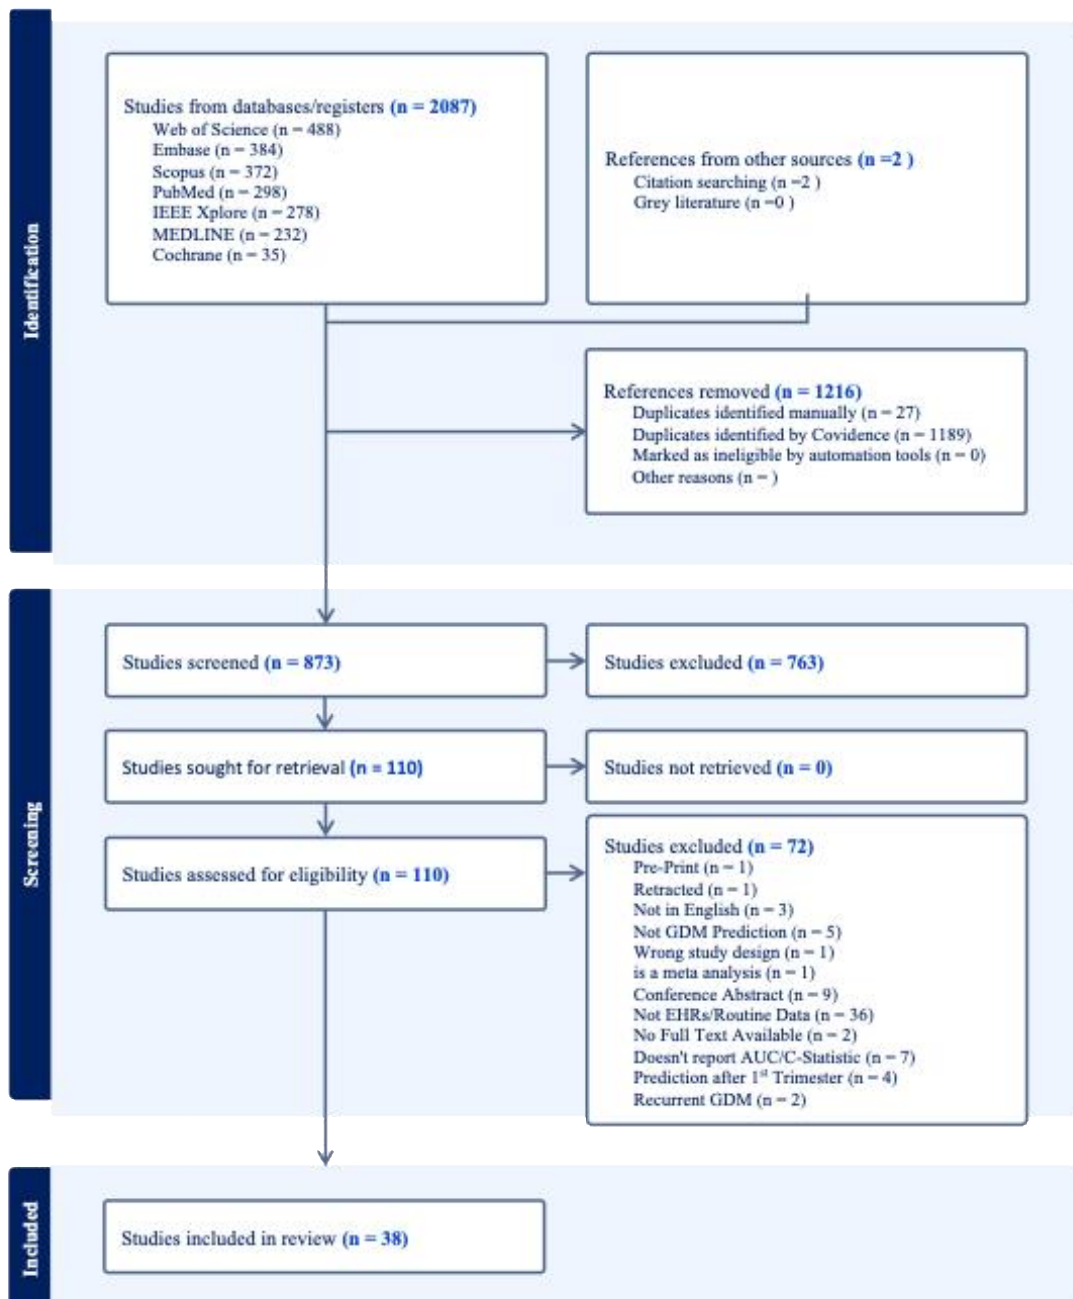 Identification
Studies from databases/registers (n = 2087)
Web of Science (n = 488)
Embase (n = 384)
Scopus (n = 372)
PubMed (n = 298)
IEEE Xplore (n = 278)
MEDLINE (n = 232)
Cochrane (n = 35)
References from other sources (n =2 )
Citation searching (n =2 )
Grey literature (n =0 )
References removed (n = 1216)
Duplicates identified manually (n = 27)
Duplicates identified by Covidence (n = 1189)
Marked as ineligible by automation tools (n = 0)
Other reasons (n = )
Screening
Studies screened (n = 873)
Studies excluded (n = 763)
Studies sought for retrieval (n = 110)
Studies not retrieved (n = 0)
Studies assessed for eligibility (n = 110)
Studies excluded (n = 72)
Pre-Print (n = 1)
Retracted (n = 1)
Not in English (n = 3)
Not GDM Prediction (n = 5)
Wrong study design (n = 1)
is a meta analysis (n = 1)
Conference Abstract (n = 9)
Not EHRs/Routine Data (n = 36)
No Full Text Available (n = 2)
Doesn't report AUC/C-Statistic (n = 7)
Prediction after 1st Trimester (n = 4)
Recurrent GDM (n = 2)
Included
Studies included in review (n = 38)